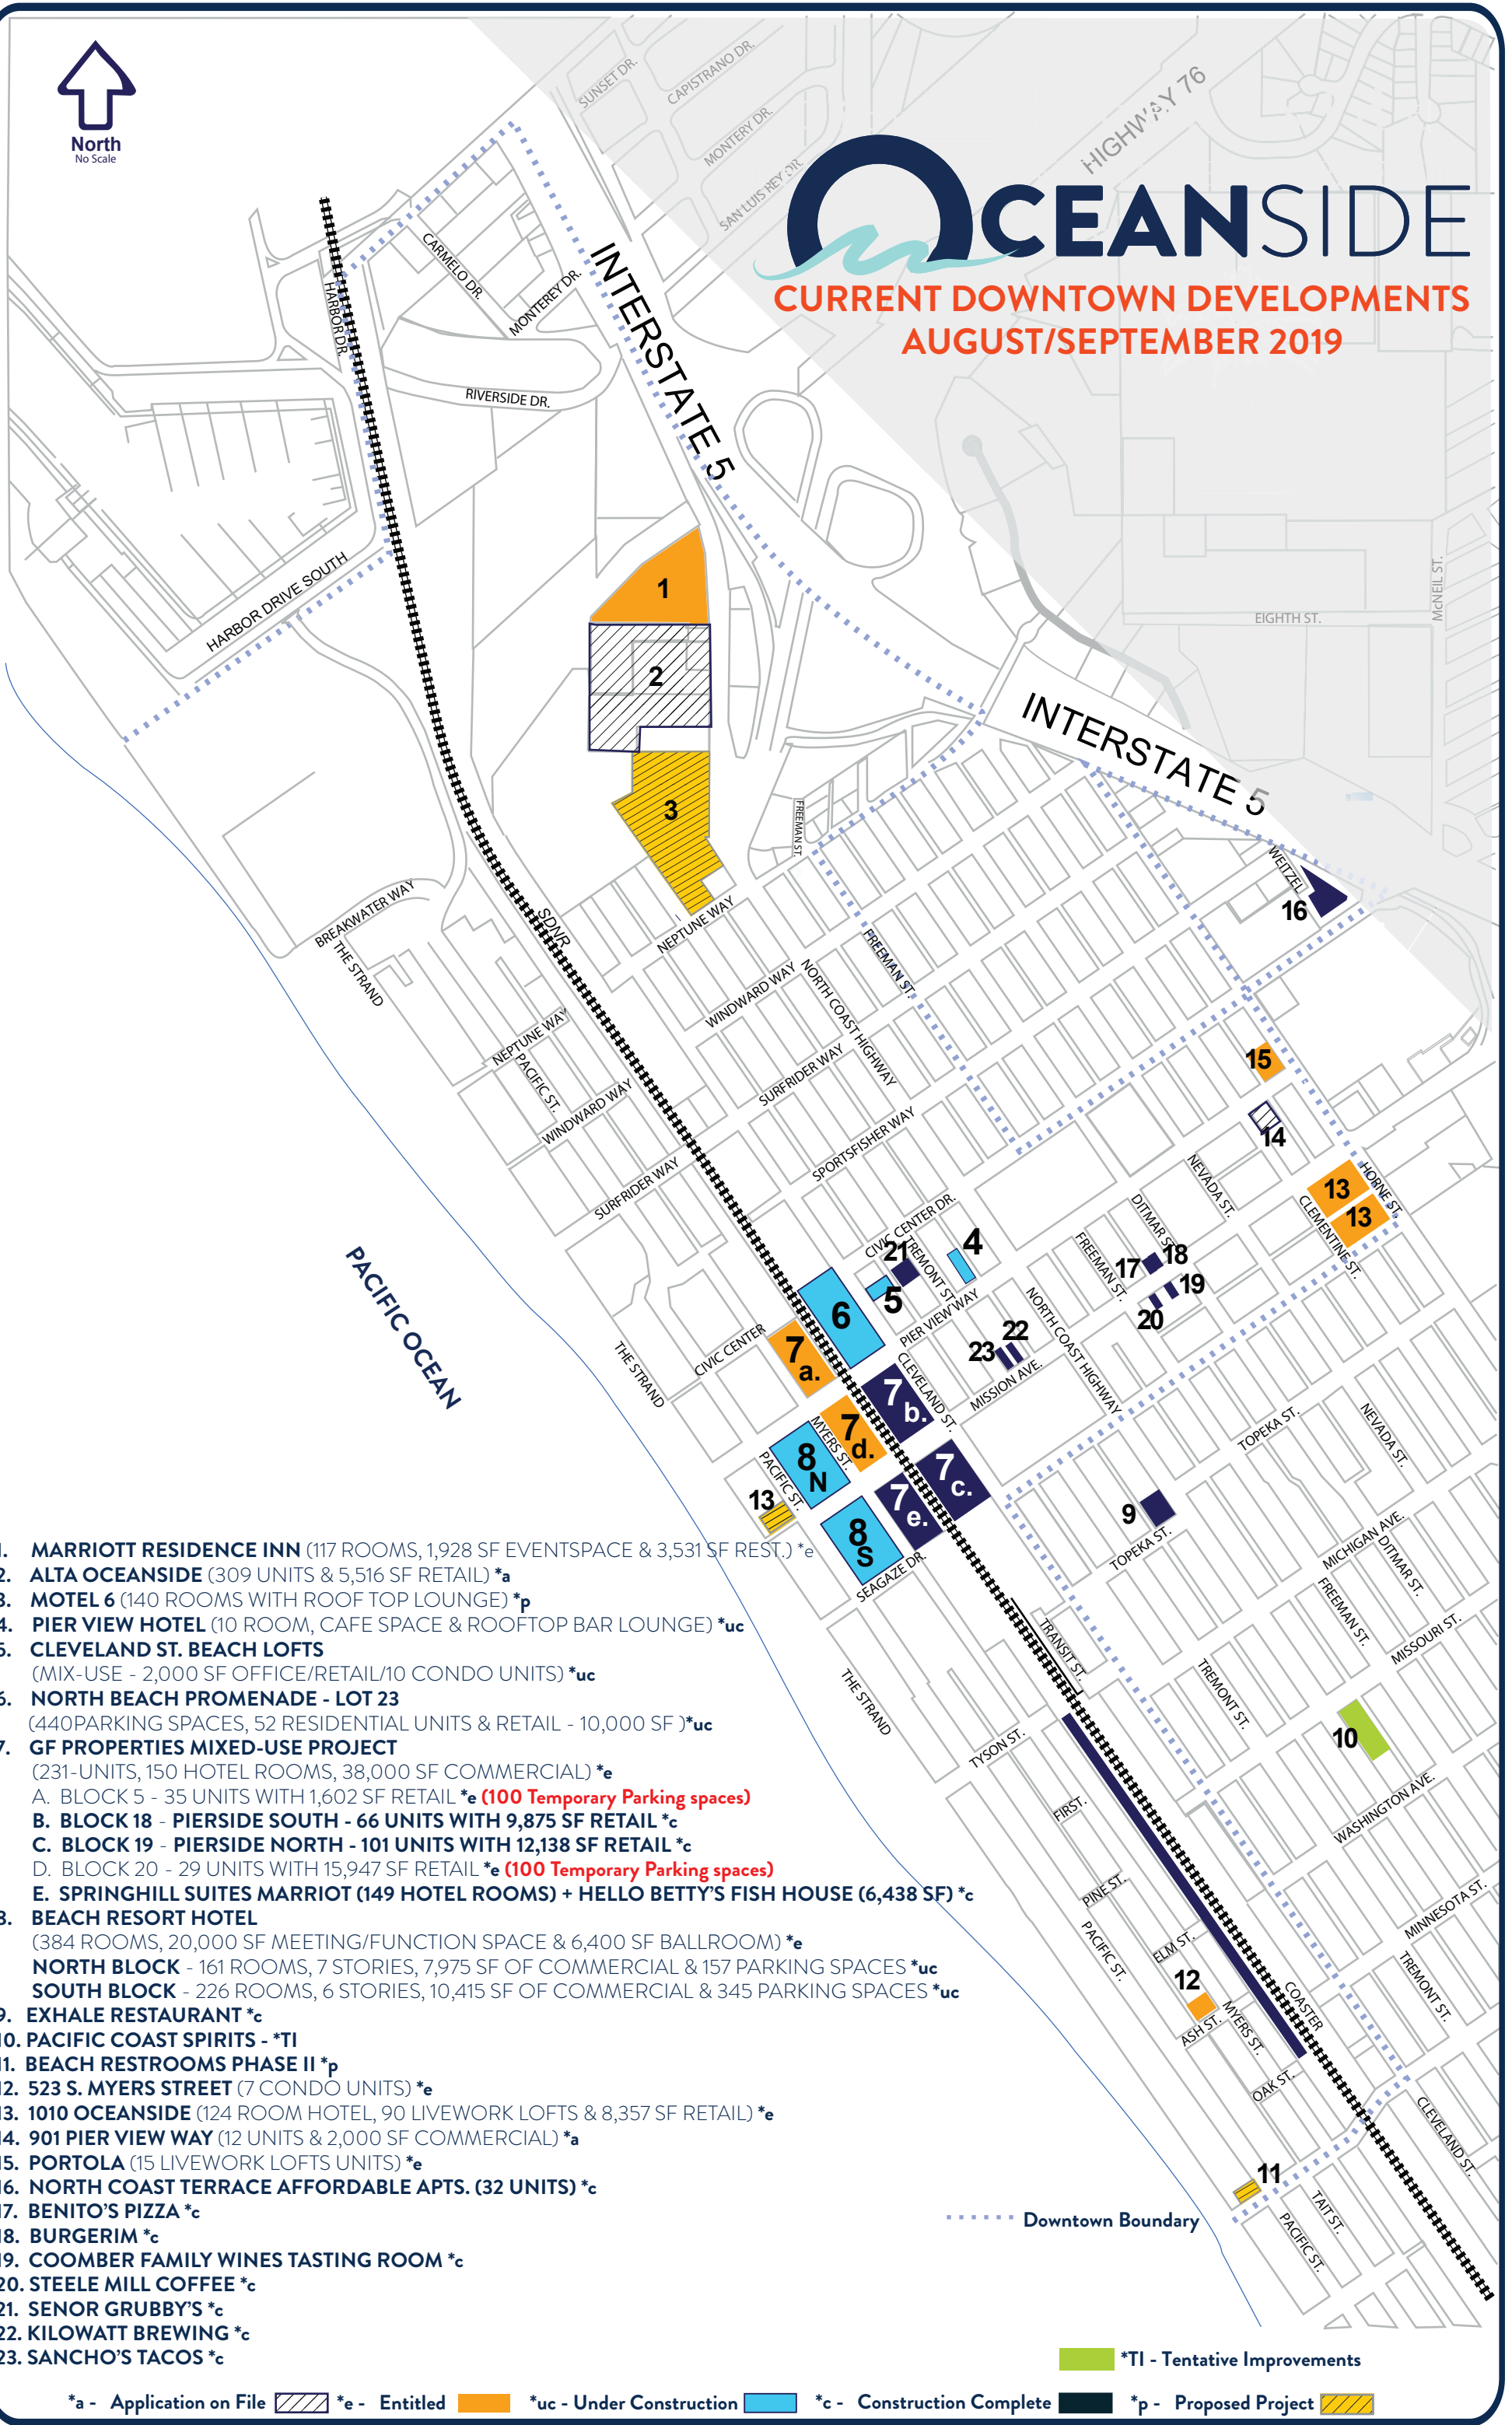 North
No Scale
SUNSET DR.
CAPISTRANO DR.
MONTERY DR.
SAN LUIS REY DR.
HIGHWAY 76
OCEANSIDE
CURRENT DOWNTOWN DEVELOPMENTS
AUGUST/SEPTEMBER 2019
CARMELO DR.
MONTEREY DR.
HARBOR DR.
RIVERSIDE DR.
INTERSTATE 5
HARBOR DRIVE SOUTH
1
2
3
EIGHTH ST.
McNEIL ST.
INTERSTATE 5
FREEMAN ST.
WEITZEL
16
BREAKWATER WAY
THE STRAND
SDNR
NEPTUNE WAY
FREEMAN ST.
WINDWARD WAY
NORTH COAST HIGHWAY
NEPTUNE WAY
PACIFIC ST.
SURFRIDER WAY
WINDWARD WAY
SPORTSFISHER WAY
SURFRIDER WAY
15
14
NEVADA ST.
HORNE ST.
13
13
CLEMENTINE ST.
DITMAR ST.
CIVIC CENTER DR.
21
TREMONT ST.
4
FREEMAN ST.
17
18
19
20
5
6
PIER VIEW WAY
NORTH COAST HIGHWAY
22
23
MISSION AVE.
PACIFIC OCEAN
THE STRAND
CIVIC CENTER
7
a.
CLEVELAND ST.
7
b.
7
d.
MYERS ST.
8
N
PACIFIC ST.
13
7
c.
7
e.
8
S
SEAGAZE DR.
TOPEKA ST.
NEVADA ST.
9
TOPEKA ST.
MICHIGAN AVE.
DITMAR ST.
FREEMAN ST.
MISSOURI ST.
TRANSIT ST.
THE STRAND
TREMONT ST.
TYSON ST.
10
WASHINGTON AVE.
FIRST.
PINE ST.
MINNESOTA ST.
PACIFIC ST.
ELM ST.
TREMONT ST.
12
COASTER
ASH ST.
MYERS ST.
OAK ST.
CLEVELAND ST.
11
TAIT ST.
PACIFIC ST.
1. MARRIOTT RESIDENCE INN (117 ROOMS, 1,928 SF EVENTSPACE & 3,531 SF REST.) *e
2. ALTA OCEANSIDE (309 UNITS & 5,516 SF RETAIL) *a
3. MOTEL 6 (140 ROOMS WITH ROOF TOP LOUNGE) *p
4. PIER VIEW HOTEL (10 ROOM, CAFE SPACE & ROOFTOP BAR LOUNGE) *uc
5. CLEVELAND ST. BEACH LOFTS
(MIX-USE - 2,000 SF OFFICE/RETAIL/10 CONDO UNITS) *uc
6. NORTH BEACH PROMENADE - LOT 23
(440PARKING SPACES, 52 RESIDENTIAL UNITS & RETAIL - 10,000 SF )*uc
7. GF PROPERTIES MIXED-USE PROJECT
(231-UNITS, 150 HOTEL ROOMS, 38,000 SF COMMERCIAL) *e
A. BLOCK 5 - 35 UNITS WITH 1,602 SF RETAIL *e (100 Temporary Parking spaces)
B. BLOCK 18 - PIERSIDE SOUTH - 66 UNITS WITH 9,875 SF RETAIL *c
C. BLOCK 19 - PIERSIDE NORTH - 101 UNITS WITH 12,138 SF RETAIL *c
D. BLOCK 20 - 29 UNITS WITH 15,947 SF RETAIL *e (100 Temporary Parking spaces)
E. SPRINGHILL SUITES MARRIOT (149 HOTEL ROOMS) + HELLO BETTY'S FISH HOUSE (6,438 SF) *c
8. BEACH RESORT HOTEL
(384 ROOMS, 20,000 SF MEETING/FUNCTION SPACE & 6,400 SF BALLROOM) *e
NORTH BLOCK - 161 ROOMS, 7 STORIES, 7,975 SF OF COMMERCIAL & 157 PARKING SPACES *uc
SOUTH BLOCK - 226 ROOMS, 6 STORIES, 10,415 SF OF COMMERCIAL & 345 PARKING SPACES *uc
9. EXHALE RESTAURANT *c
10. PACIFIC COAST SPIRITS - *TI
11. BEACH RESTROOMS PHASE II *p
12. 523 S. MYERS STREET (7 CONDO UNITS) *e
13. 1010 OCEANSIDE (124 ROOM HOTEL, 90 LIVEWORK LOFTS & 8,357 SF RETAIL) *e
14. 901 PIER VIEW WAY (12 UNITS & 2,000 SF COMMERCIAL) *a
15. PORTOLA (15 LIVEWORK LOFTS UNITS) *e
16. NORTH COAST TERRACE AFFORDABLE APTS. (32 UNITS) *c
17. BENITO'S PIZZA *c
18. BURGERIM *c
19. COOMBER FAMILY WINES TASTING ROOM *c
20. STEELE MILL COFFEE *c
21. SENOR GRUBBY'S *c
22. KILOWATT BREWING *c
23. SANCHO'S TACOS *c
Downtown Boundary
*TI - Tentative Improvements
*a - Application on File
*e - Entitled
*uc - Under Construction
*c - Construction Complete
*p - Proposed Project